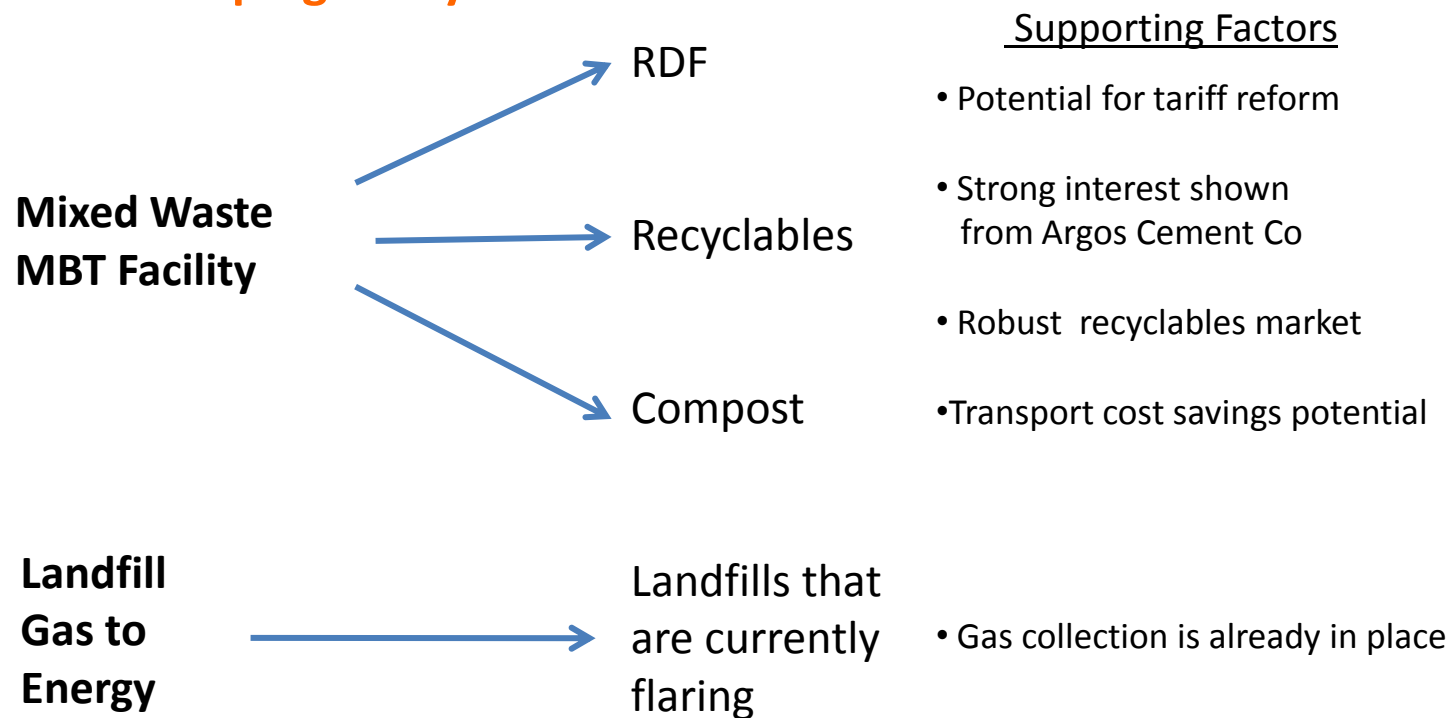 Supporting Factors
RDF
• Potential for tariff reform
Mixed Waste
MBT Facility
Recyclables
• Strong interest shown
from Argos Cement Co
• Robust recyclables market
Compost
•Transport cost savings potential
Landfill
Gas to
Energy
Landfills that
are currently
flaring
• Gas collection is already in place